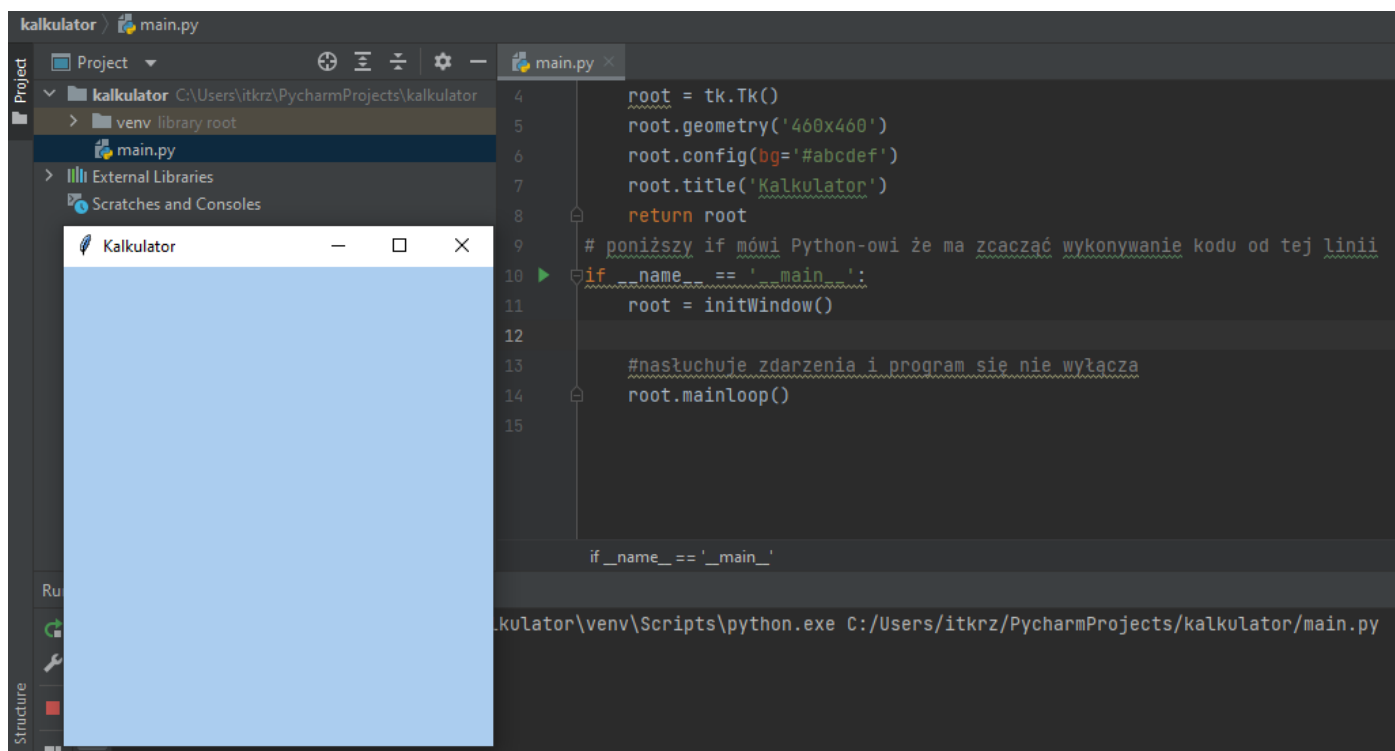 kalkulator main.py
Project
main.py
Project
kalkulator C:\Users\itkrz\PycharmProjects\kalkulator
venv library root
main.py
External Libraries
Scratches and Consoles
Kalkulator
4 root = tk.Tk()
5 root.geometry('460x460')
6 root.config(bg='#abcdef')
7 root.title('Kalkulator')
8 return root
9 # poniższy if mówi Python-owi że ma zcacząć wykonywanie kodu od tej linii
10 if __name__ == '__main__':
11 root = initWindow()
12
13 #nasłuchuje zdarzenia i program się nie wyłącza
14 root.mainloop()
15
if __name__ == '__main__'
kulator\venv\Scripts\python.exe C:/Users/itkrz/PycharmProjects/kalkulator/main.py
Structure